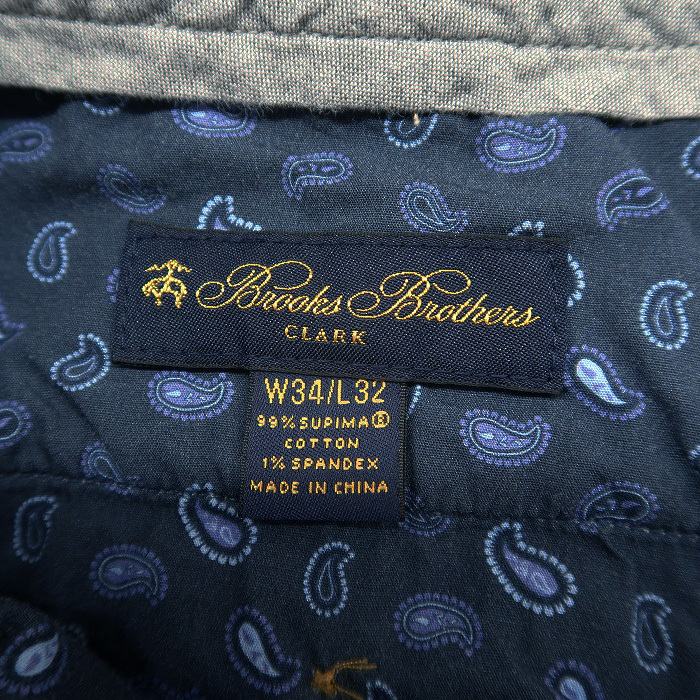 Brooks Brothers
CLARK
W34/L32
99%SUPIMA®
COTTON
1% SPANDEX
MADE IN CHINA